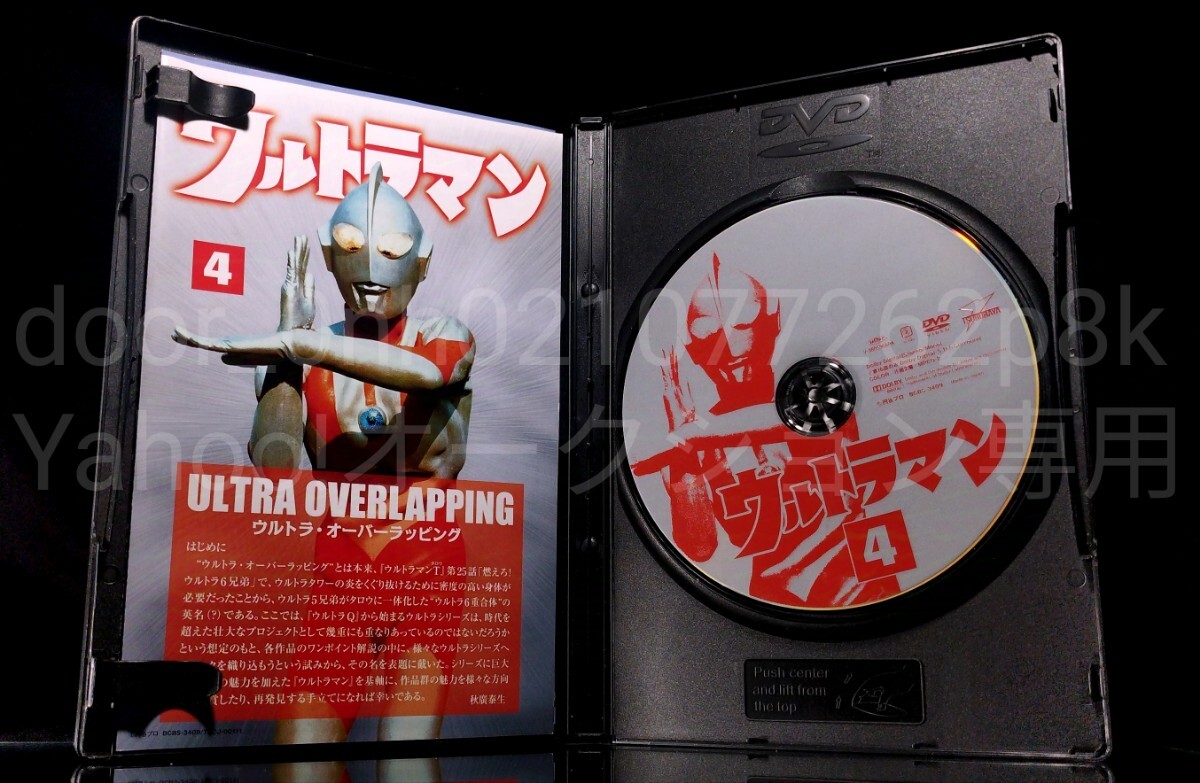 ウルトラマン
4
ULTRA OVERLAPPING
ウルトラ・オーバーラッピング
はじめに
"ウルトラ・オーバーラッピング"とは本来、「ウルトラマンT」第25話「燃えろ!
ウルトラ6兄弟」で、ウルトラタワーの炎をくぐり抜けるために密度の高い身体が
必要だったことから、ウルトラ5兄弟がタロウに一体化した"ウルトラ6重合体"の
英名(?)である。ここでは、「ウルトラQ」から始まるウルトラシリーズは、時代を
超えた壮大なプロジェクトとして幾重にも重なりあっているのではないだろうか
という想定のもと、各作品のワンポイント解説の中に、様々なウルトラシリーズへ
を織り込もうという試みから、その名を表題に戴いた。シリーズに巨大
の魅力を加えた「ウルトラマン」を基軸に、作品群の魅力を様々な方向
したり、再発見する手立てになれば幸いである。
秋廣泰生
DVD
DVD
DOLBY
ウルトラマン
4
Push center
and lift from
the top
Yahoo!オークション専用